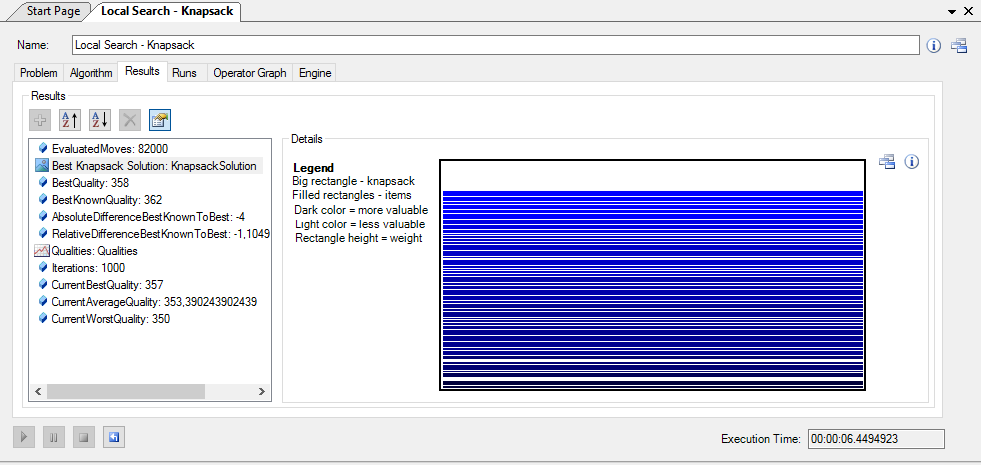 Start Page
Local Search - Knapsack
Name:
Local Search - Knapsack
Problem
Algorithm
Results
Runs
Operator Graph
Engine
Results
EvaluatedMoves: 82000
Best Knapsack Solution: KnapsackSolution
BestQuality: 358
BestKnownQuality: 362
AbsoluteDifferenceBestKnownToBest: -4
RelativeDifferenceBestKnownToBest: -1,1049
Qualities: Qualities
Iterations: 1000
CurrentBestQuality: 357
CurrentAverageQuality: 353,390243902439
CurrentWorstQuality: 350
Details
Legend
Big rectangle - knapsack
Filled rectangles - items
Dark color = more valuable
Light color = less valuable
Rectangle height = weight
Execution Time:
00:00:06.4494923